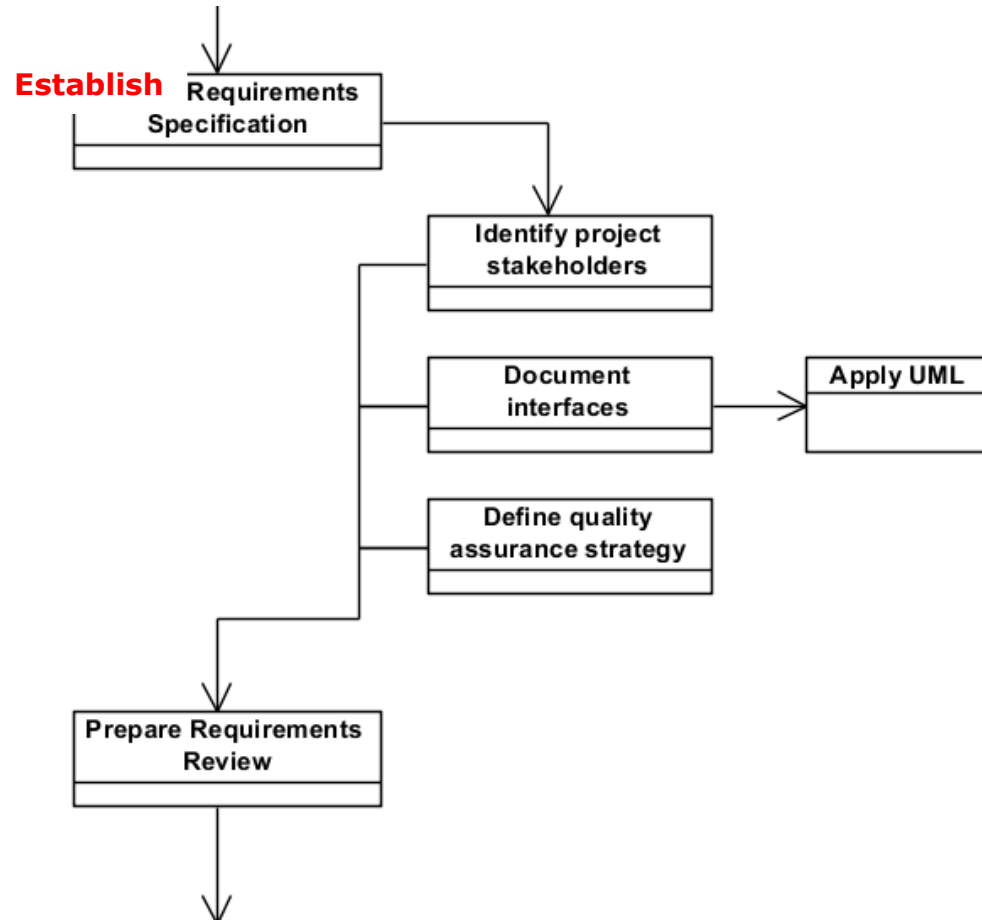 Establish Requirements
Specification
Identify project
stakeholders
Document
interfaces
Apply UML
Define quality
assurance strategy
Prepare Requirements
Review